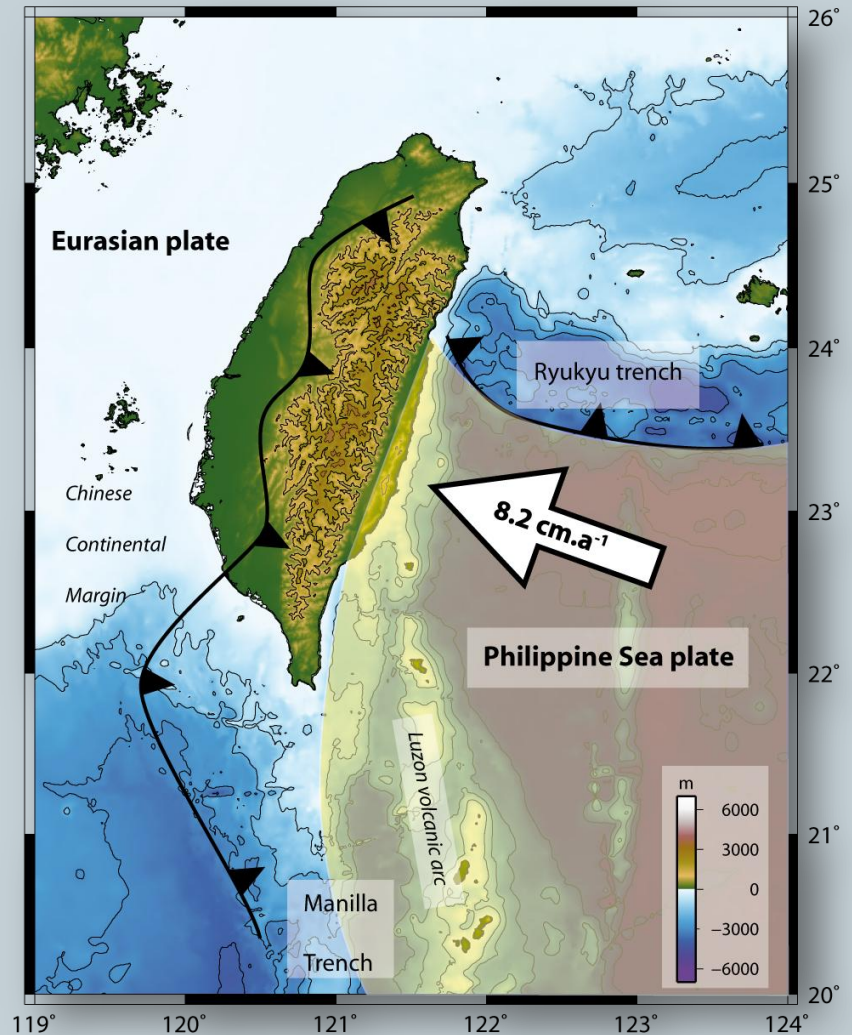 26°
25°
Eurasian plate
24°
Ryukyu trench
Chinese
Continental
Margin
23°
8.2 cm.a⁻¹
Philippine Sea plate
22°
Luzon volcanic arc
m
6000
3000
0
−3000
−6000
21°
Manilla
Trench
20°
119° 120° 121° 122° 123° 124°